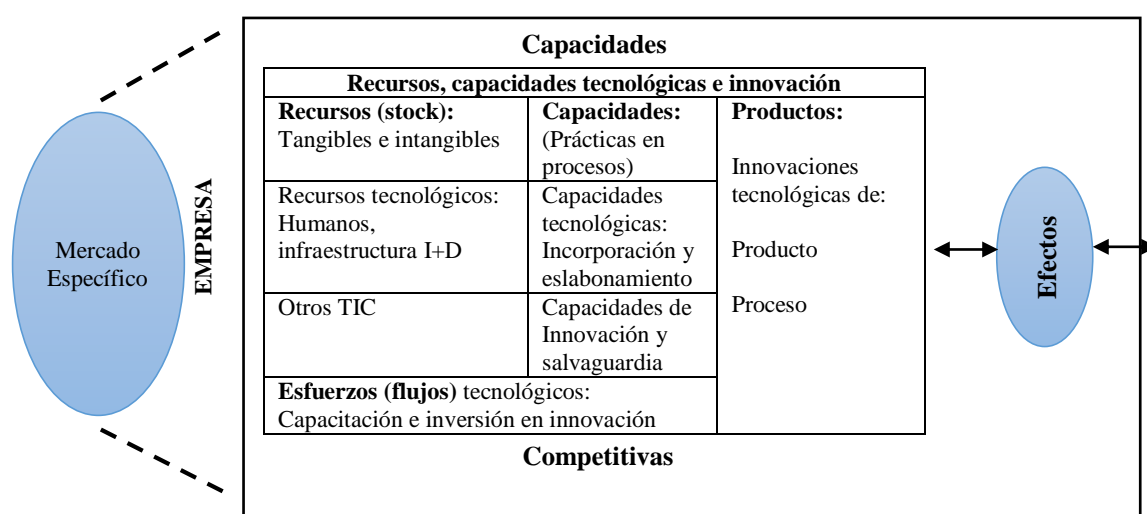 Mercado
Específico
EMPRESA
Capacidades
Recursos, capacidades tecnológicas e innovación
Recursos (stock):
Tangibles e intangibles
Capacidades:
(Prácticas en
procesos)
Productos:
Innovaciones
tecnológicas de:
Producto
Proceso
Recursos tecnológicos:
Humanos,
infraestructura I+D
Capacidades
tecnológicas:
Incorporación y
eslabonamiento
Otros TIC
Capacidades de
Innovación y
salvaguardia
Esfuerzos (flujos) tecnológicos:
Capacitación e inversión en innovación
Competitivas
Efectos